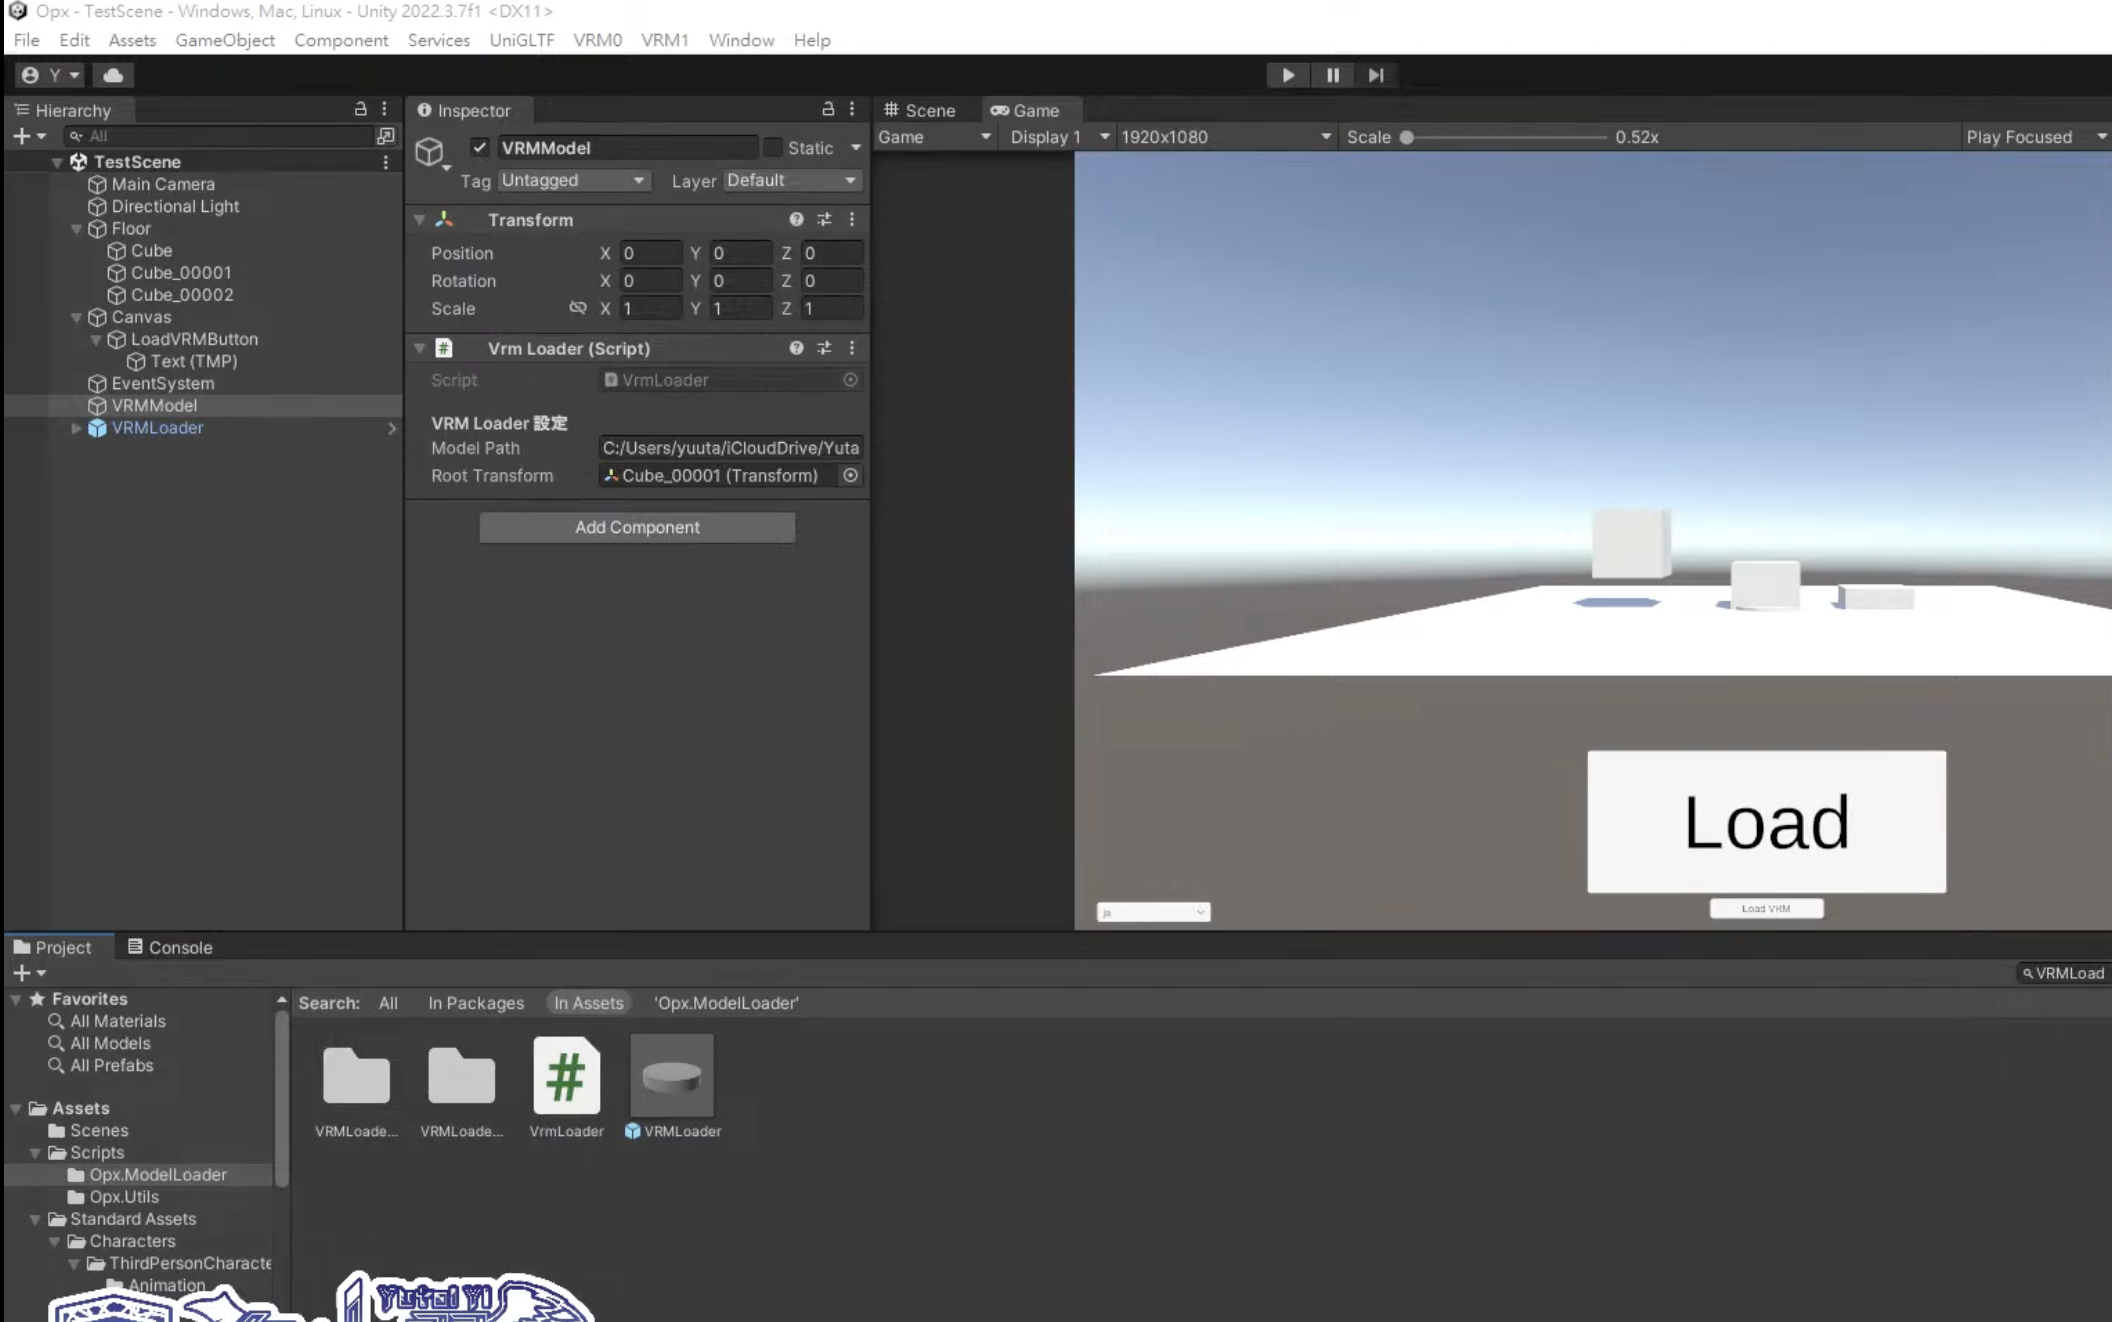 Opx - TestScene - Windows, Mac, Linux - Unity 2022.3.7f1 <DX11>
File Edit Assets GameObject Component Services UniGLTF VRM0 VRM1 Window Help
Y
Hierarchy
All
TestScene
Main Camera
Directional Light
Floor
Cube
Cube_00001
Cube_00002
Canvas
LoadVRMButton
Text (TMP)
EventSystem
VRMModel
VRMLoader
Inspector
VRMModel
Static
Tag Untagged Layer Default
Transform
Position X 0 Y 0 Z 0
Rotation X 0 Y 0 Z 0
Scale X 1 Y 1 Z 1
# Vrm Loader (Script)
Script VrmLoader
VRM Loader 設定
Model Path C:/Users/yuuta/iCloudDrive/Yuta
Root Transform Cube_00001 (Transform)
Add Component
Scene Game
Game Display 1 1920x1080 Scale 0.52x Play Focused
Load
ja
Load VRM
Project Console
VRMLoad
Favorites
All Materials
All Models
All Prefabs
Assets
Scenes
Scripts
Opx.ModelLoader
Opx.Utils
Standard Assets
Characters
ThirdPersonCharacte
Animation
Search: All In Packages In Assets 'Opx.ModelLoader'
#
VRMLoade... VRMLoade... VrmLoader VRMLoader